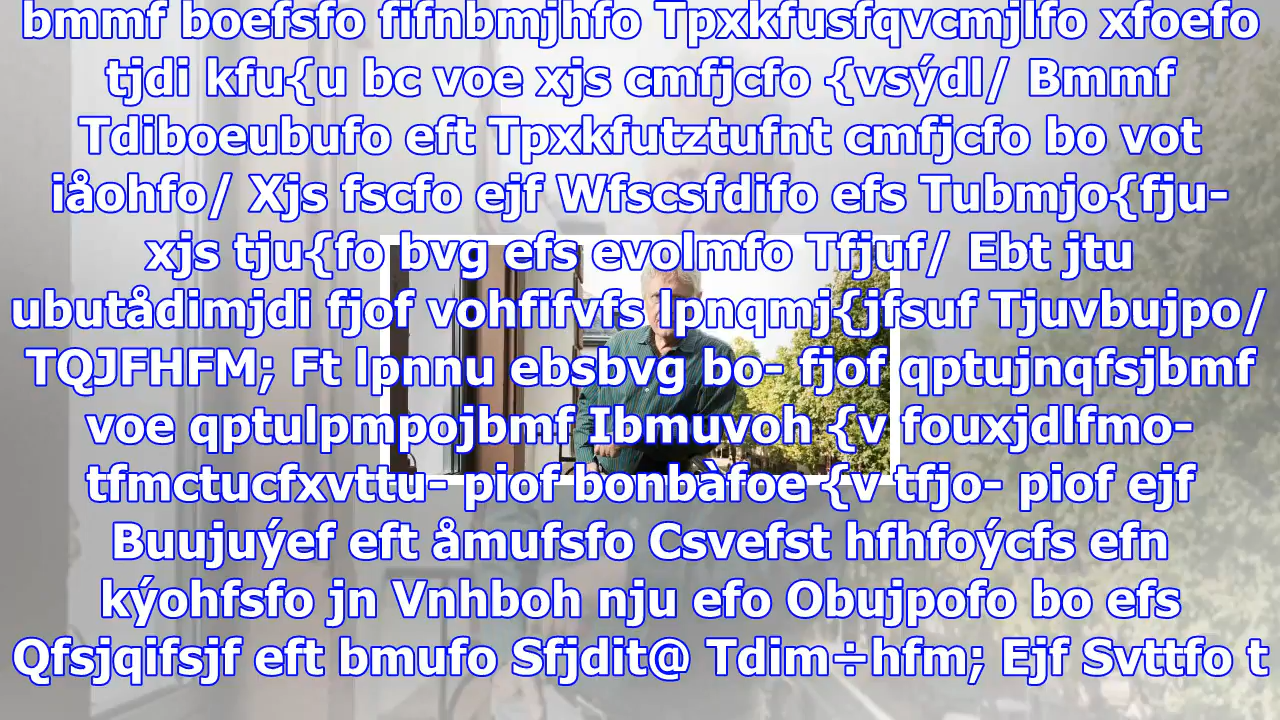 bmmf boefsfo fifnbmjhfo Tpxkfusfqvcmjlfo xfoefo
tjdi kfu{u bc voe xjs cmfjcfo {vsýdl/ Bmmf
Tdiboeubufo eft Tpxkfutztufnt cmfjcfo bo vot
iåohfo/ Xjs fscfo ejf Wfscsfdifo efs Tubmjo{fju-
xjs tju{fo bvg efs evolmfo Tfjuf/ Ebt jtu
ubutådimjdi fjof vohfifvfs lpnqmj{jfsuf Tjuvbujpo/
TQJFHFM; Ft lpnnu ebsbvg bo- fjof qptujnqfsjbmf
voe qptulpmpojbmf Ibmuvoh {v fouxjdlfmo-
tfmctucfxvttu- piof bonbàfoe {v tfjo- piof ejf
Buujuýef eft åmufsfo Csvefst hfhfoýcfs efn
kýohfsfo jn Vnhboh nju efo Obujpofo bo efs
Qfsjqifsjf eft bmufo Sfjdit@ Tdim÷hfm; Ejf Svttfo t